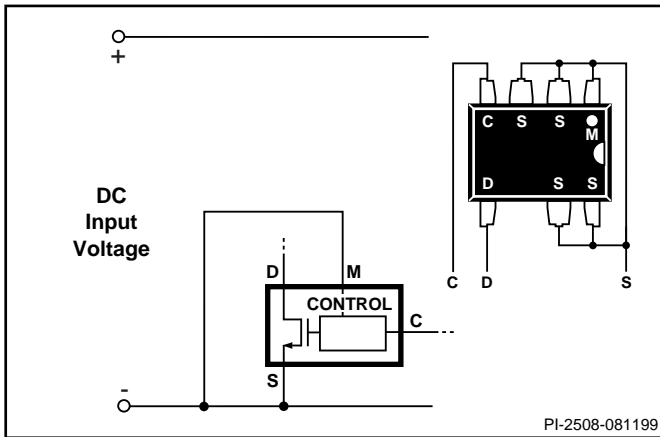 +
C S S
M
D S S
DC
Input
Voltage
D M
C D S
CONTROL
C
S
-
PI-2508-081199